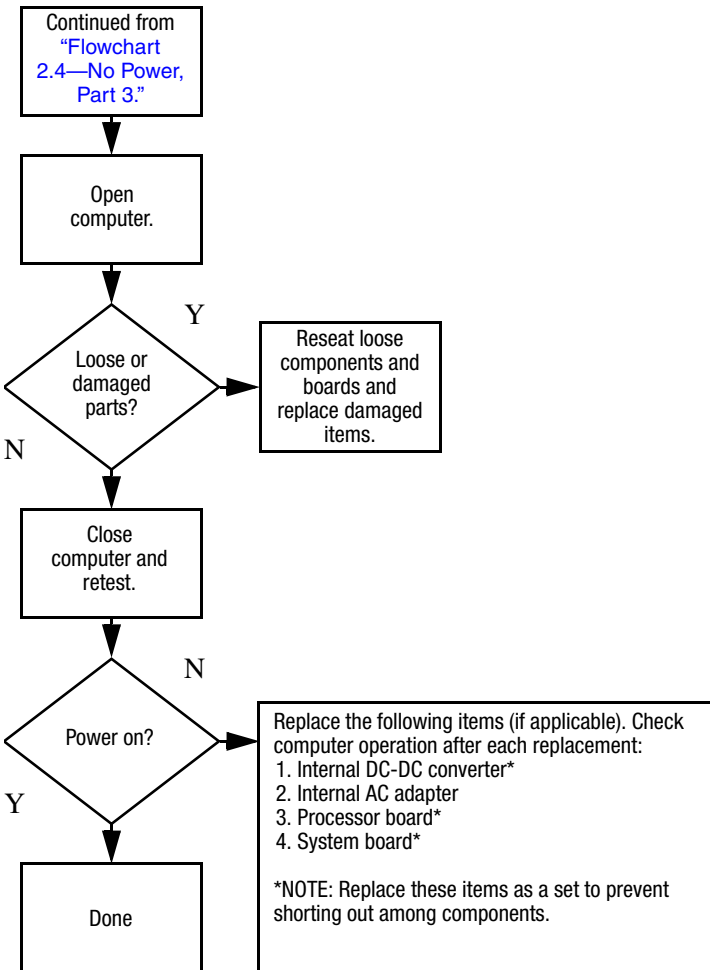 Continued from
“Flowchart
2.4—No Power,
Part 3.”
Open
computer.
Y
Loose or
damaged
parts?
Reseat loose
components and
boards and
replace damaged
items.
N
Close
computer and
retest.
N
Power on?
Replace the following items (if applicable). Check
computer operation after each replacement:
1. Internal DC-DC converter*
2. Internal AC adapter
3. Processor board*
4. System board*
*NOTE: Replace these items as a set to prevent
shorting out among components.
Y
Done